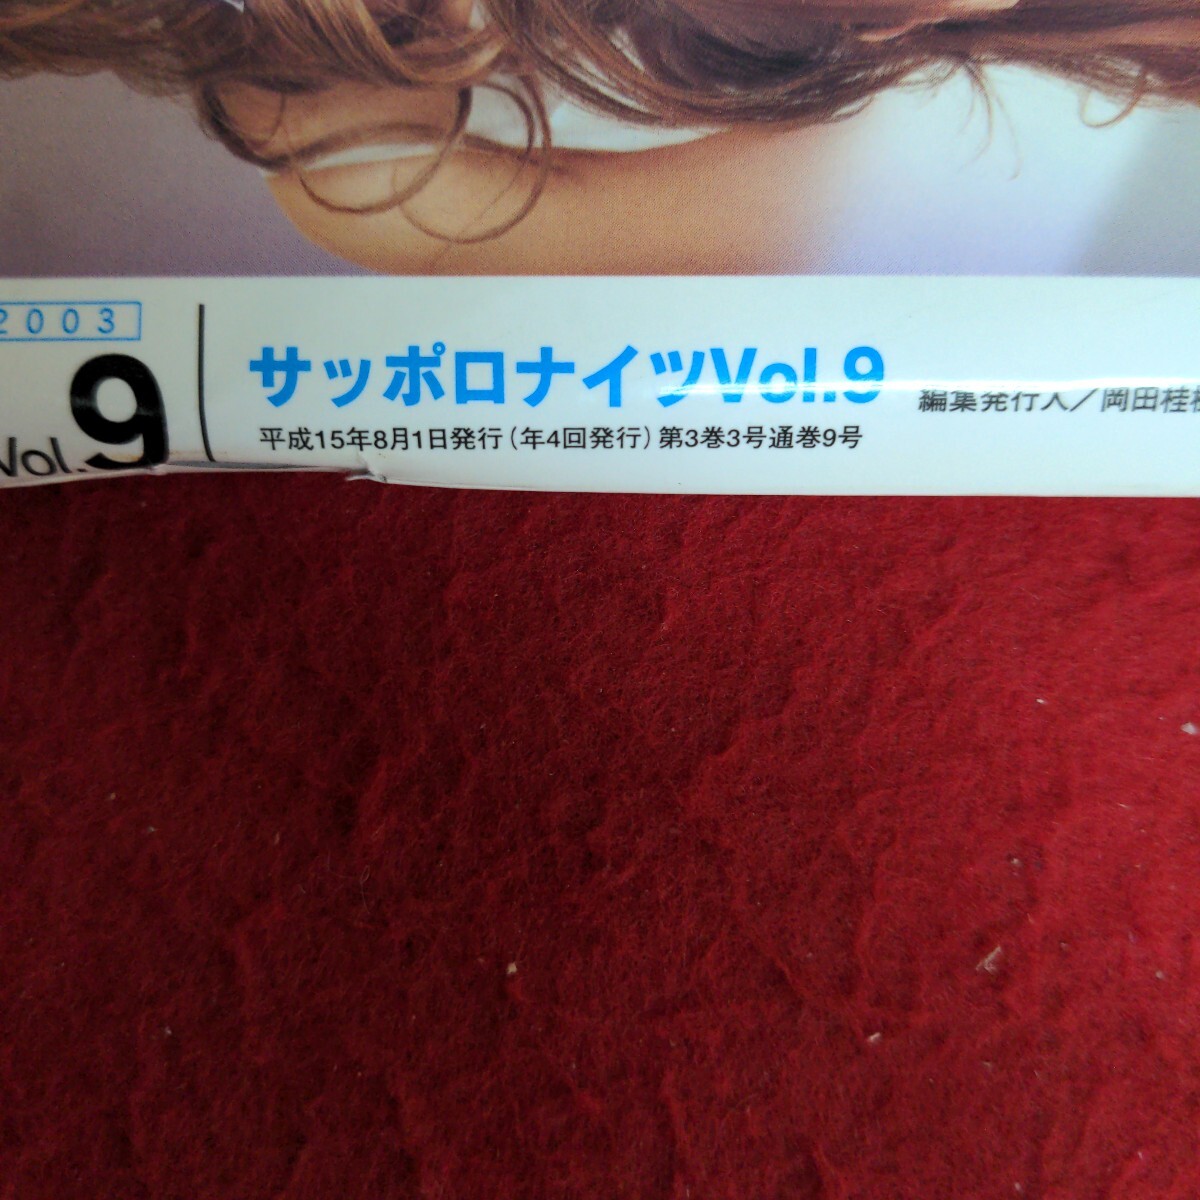 2003
Vol.9
サッポロナイツVol.9
平成15年8月1日発行(年4回発行)第3巻3号通巻9号
編集発行人/岡田桂